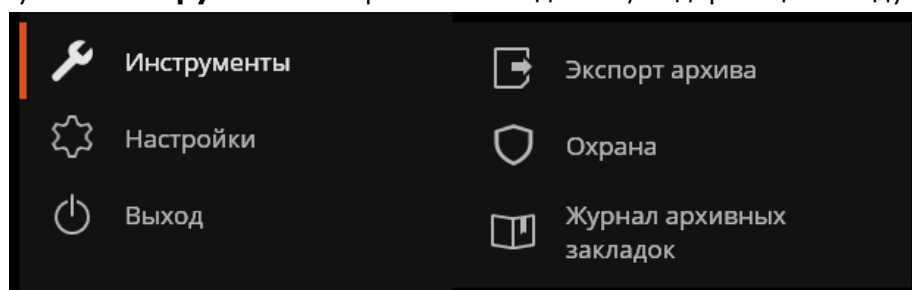 Инструменты
Настройки
Выход
Экспорт архива
Охрана
Журнал архивных
закладок